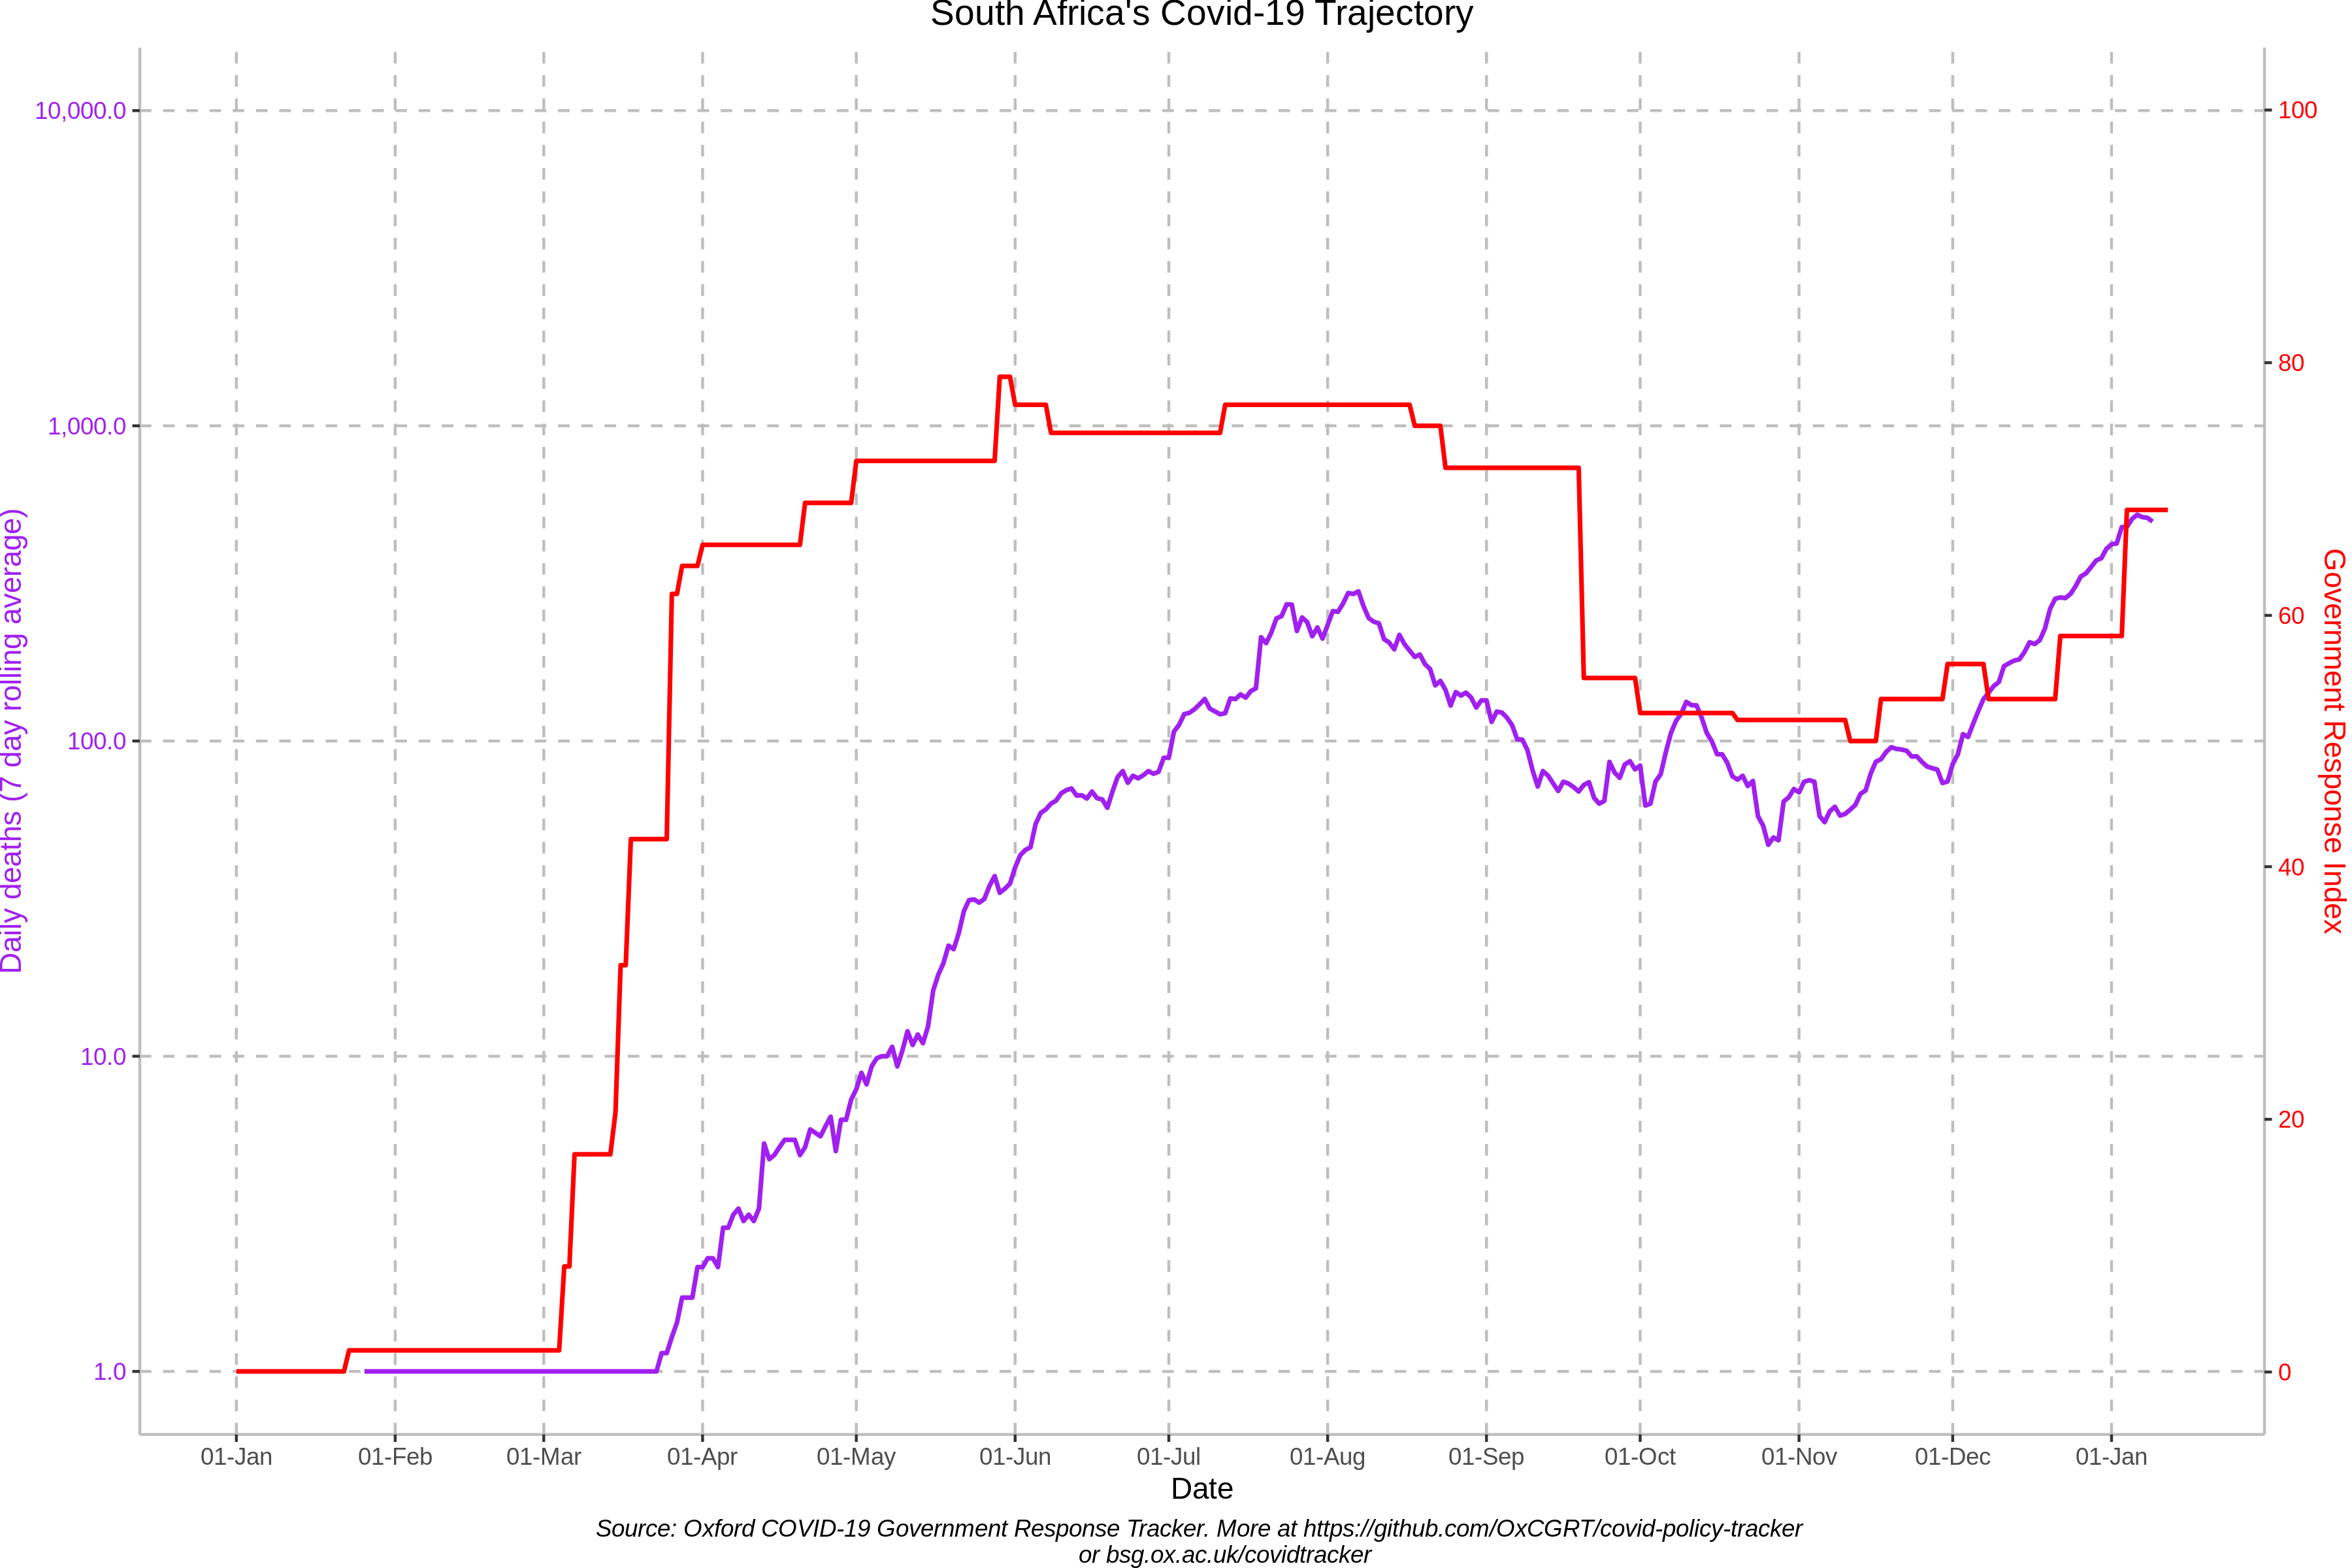 South Africa's Covid-19 Trajectory
10,000.0
1,000.0
100.0
10.0
1.0
Daily deaths (7 day rolling average)
100
80
60
40
20
0
Government Response Index
01-Jan 01-Feb 01-Mar 01-Apr 01-May 01-Jun 01-Jul 01-Aug 01-Sep 01-Oct 01-Nov 01-Dec 01-Jan
Date
Source: Oxford COVID-19 Government Response Tracker. More at https://github.com/OxCGRT/covid-policy-tracker
or bsg.ox.ac.uk/covidtracker